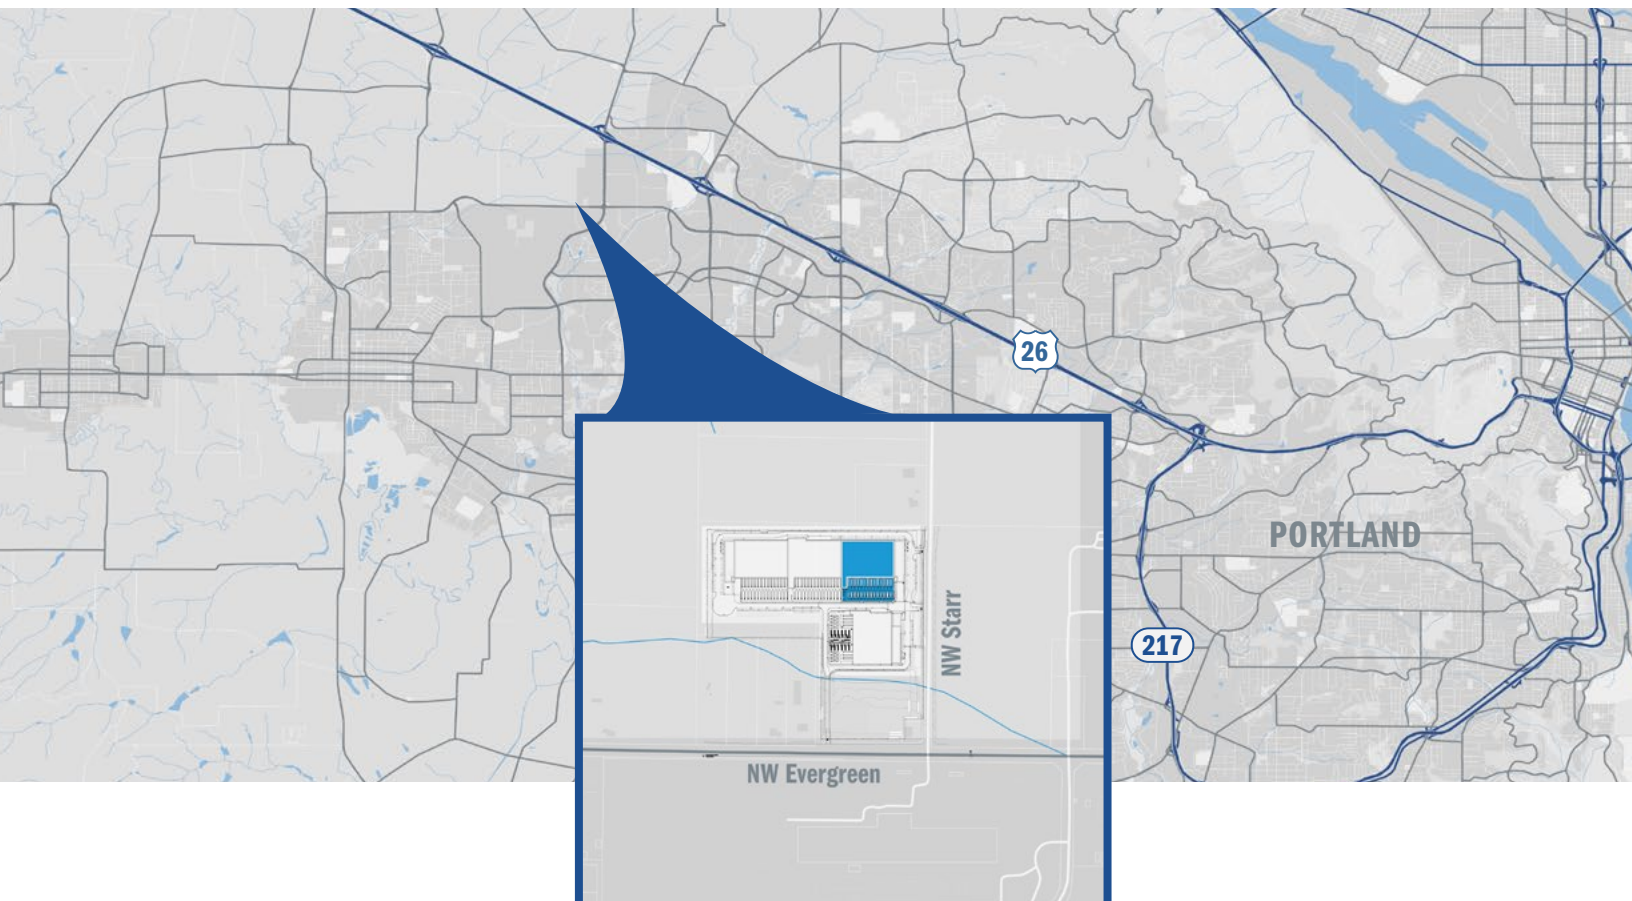 26
PORTLAND
217
NW Starr
NW Evergreen